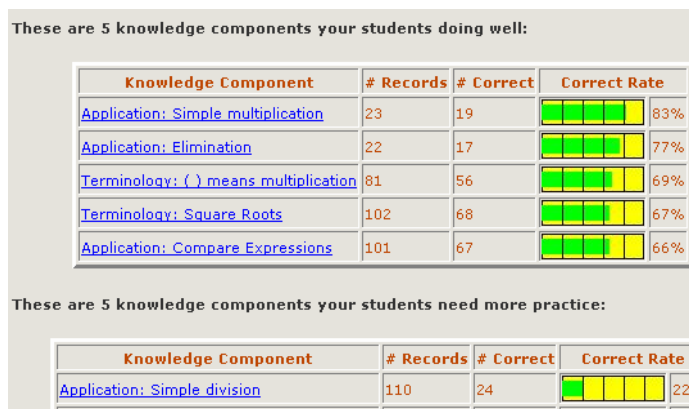 These are 5 knowledge components your students doing well:
Knowledge Component # Records # Correct Correct Rate
Application: Simple multiplication 23 19 83%
Application: Elimination 22 17 77%
Terminology: ( ) means multiplication 81 56 69%
Terminology: Square Roots 102 68 67%
Application: Compare Expressions 101 67 66%
These are 5 knowledge components your students need more practice:
Knowledge Component # Records # Correct Correct Rate
Application: Simple division 110 24 22